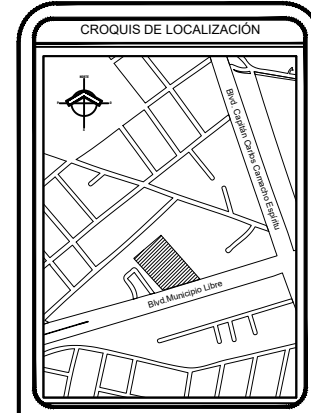 CROQUIS DE LOCALIZACIÓN
Blvd. Capitán Carlos Camacho Espíritu
Blvd.Municipio Libre